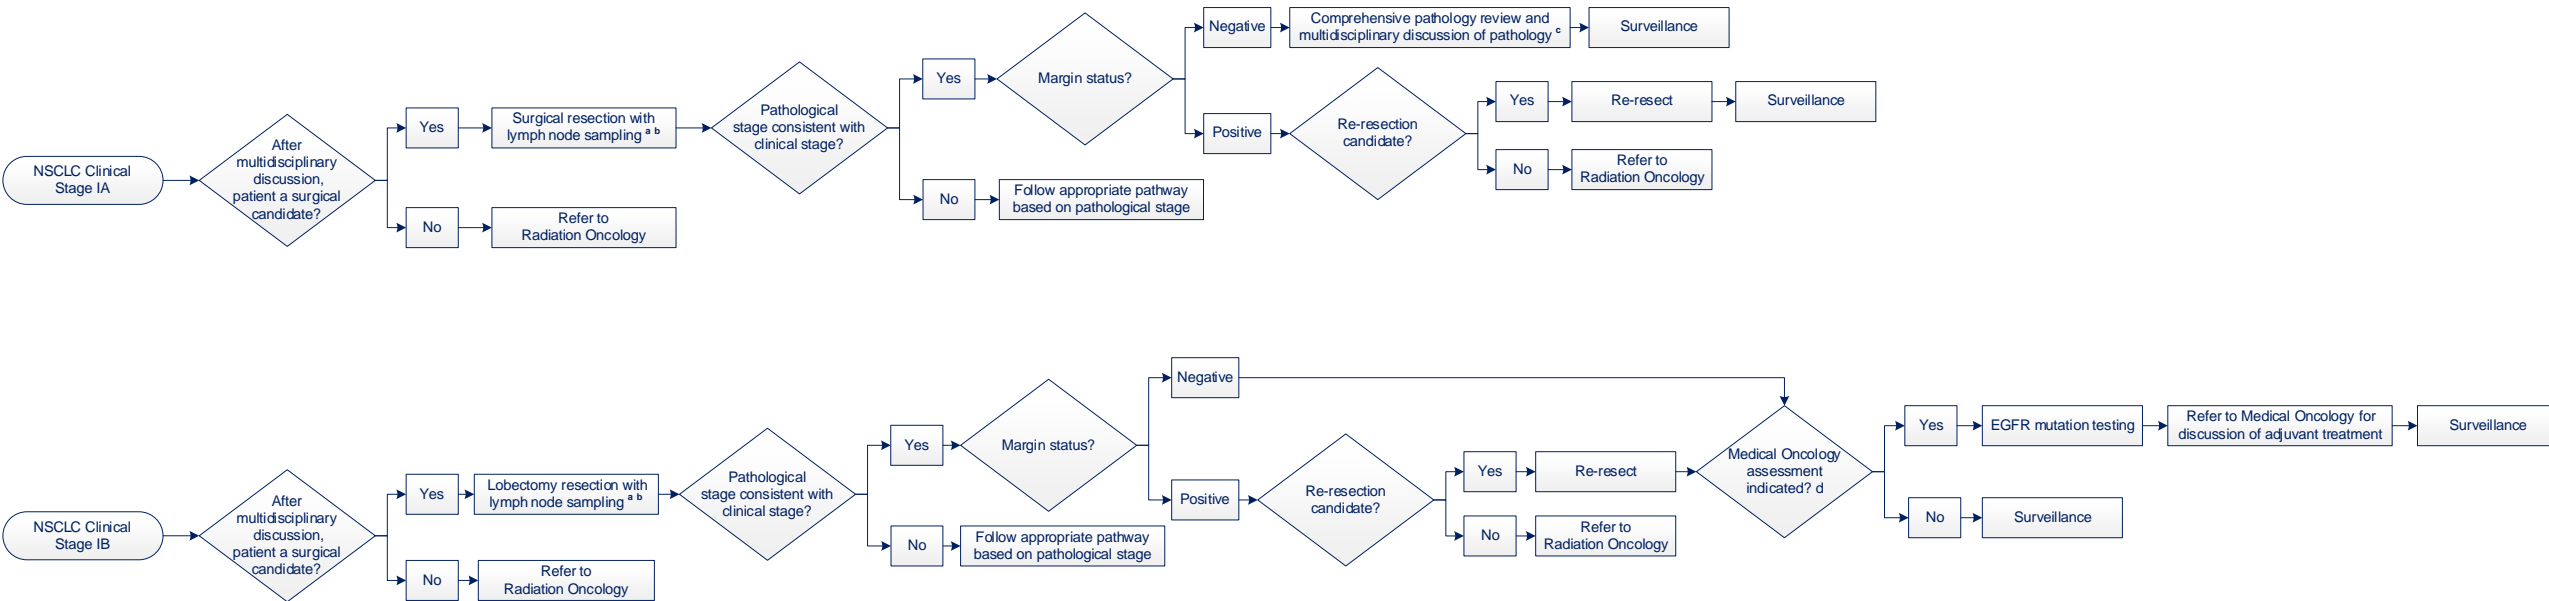 NSCLC Clinical
Stage IA
After
multidisciplinary
discussion,
patient a surgical
candidate?
Yes
Surgical resection with
lymph node sampling a b
No
Refer to
Radiation Oncology
Pathological
stage consistent with
clinical stage?
Yes
No
Follow appropriate pathway
based on pathological stage
Margin status?
Negative
Comprehensive pathology review and
multidisciplinary discussion of pathology c
Surveillance
Positive
Re-resection
candidate?
Yes
Re-resect
Surveillance
No
Refer to
Radiation Oncology
NSCLC Clinical
Stage IB
After
multidisciplinary
discussion,
patient a surgical
candidate?
Yes
Lobectomy resection with
lymph node sampling a b
No
Refer to
Radiation Oncology
Pathological
stage consistent with
clinical stage?
Yes
No
Follow appropriate pathway
based on pathological stage
Margin status?
Negative
Positive
Re-resection
candidate?
Yes
Re-resect
No
Refer to
Radiation Oncology
Medical Oncology
assessment
indicated? d
Yes
EGFR mutation testing
Refer to Medical Oncology for
discussion of adjuvant treatment
Surveillance
No
Surveillance